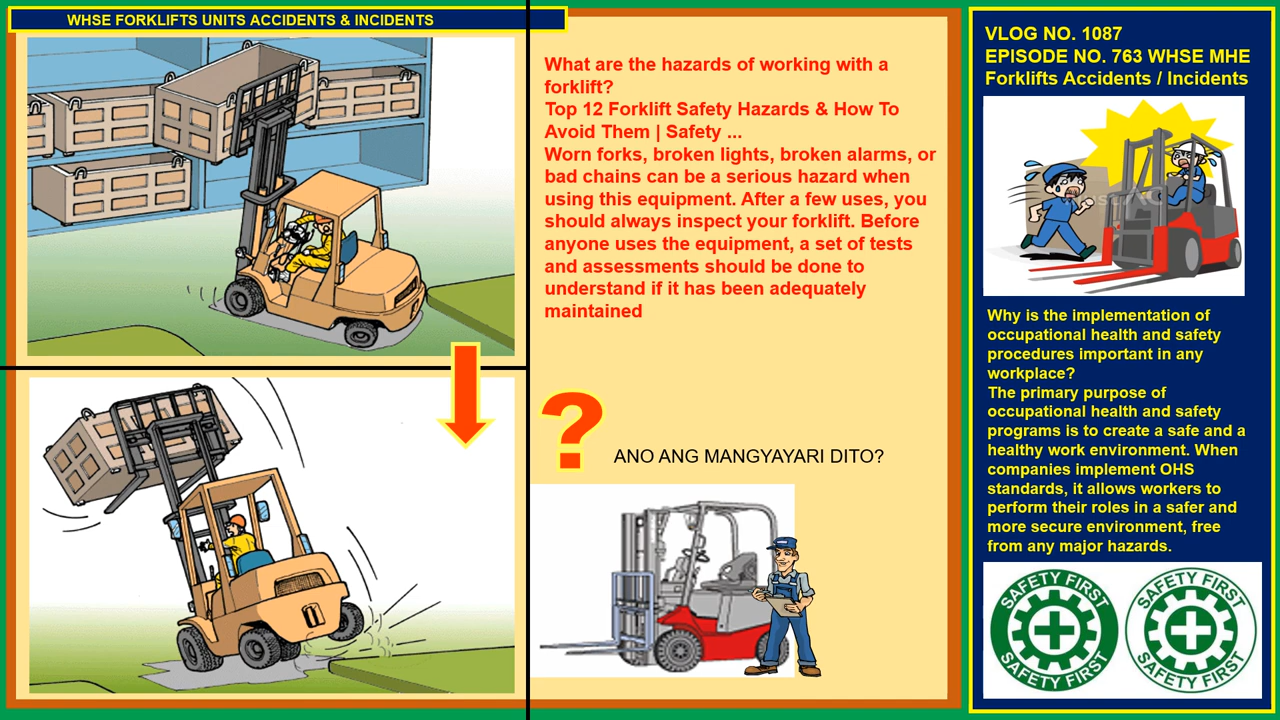 WHSE FORKLIFTS UNITS ACCIDENTS & INCIDENTS
What are the hazards of working with a
forklift?
Top 12 Forklift Safety Hazards & How To
Avoid Them | Safety ...
Worn forks, broken lights, broken alarms, or
bad chains can be a serious hazard when
using this equipment. After a few uses, you
should always inspect your forklift. Before
anyone uses the equipment, a set of tests
and assessments should be done to
understand if it has been adequately
maintained
?
ANO ANG MANGYAYARI DITO?
VLOG NO. 1087
EPISODE NO. 763 WHSE MHE
Forklifts Accidents / Incidents
Why is the implementation of
occupational health and safety
procedures important in any
workplace?
The primary purpose of
occupational health and safety
programs is to create a safe and a
healthy work environment. When
companies implement OHS
standards, it allows workers to
perform their roles in a safer and
more secure environment, free
from any major hazards.
SAFETY FIRST
SAFETY FIRST
SAFETY FIRST
SAFETY FIRST